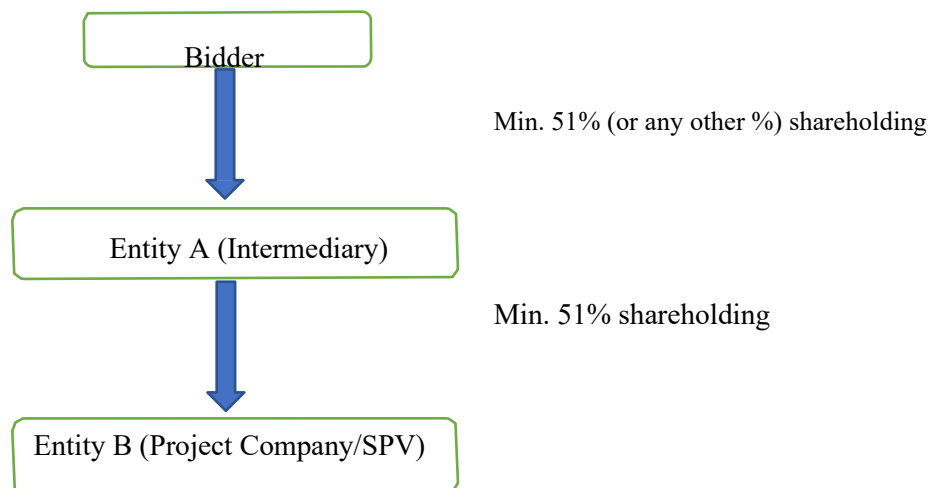 Bidder
Min. 51% (or any other %) shareholding
Entity A (Intermediary)
Min. 51% shareholding
Entity B (Project Company/SPV)